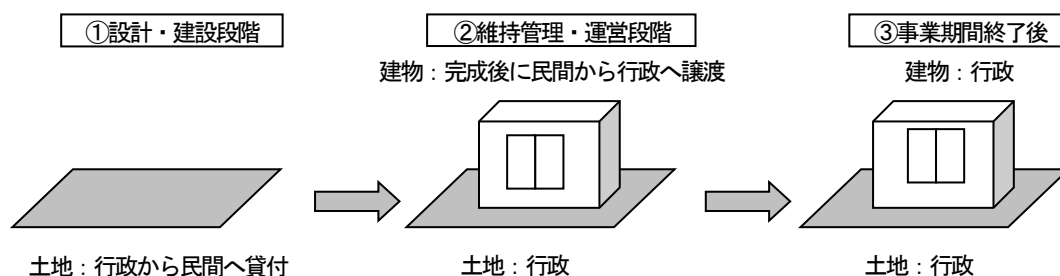 ①設計・建設段階
②維持管理・運営段階
③事業期間終了後
建物：完成後に民間から行政へ譲渡
建物：行政
土地：行政から民間へ貸付
土地：行政
土地：行政